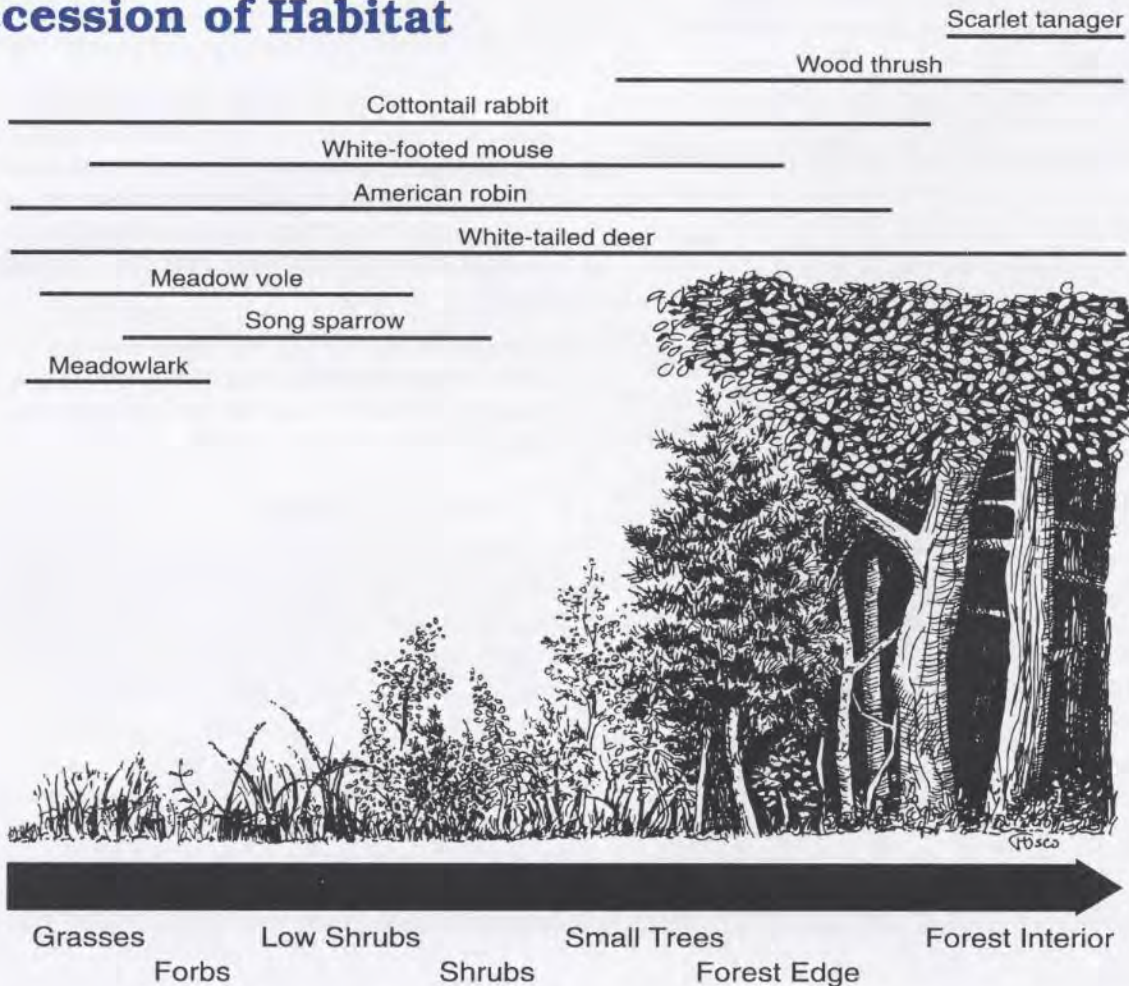 cession of Habitat
Scarlet tanager
Wood thrush
Cottontail rabbit
White-footed mouse
American robin
White-tailed deer
Meadow vole
Song sparrow
Meadowlark
Grasses
Low Shrubs
Small Trees
Forest Interior
Forbs
Shrubs
Forest Edge